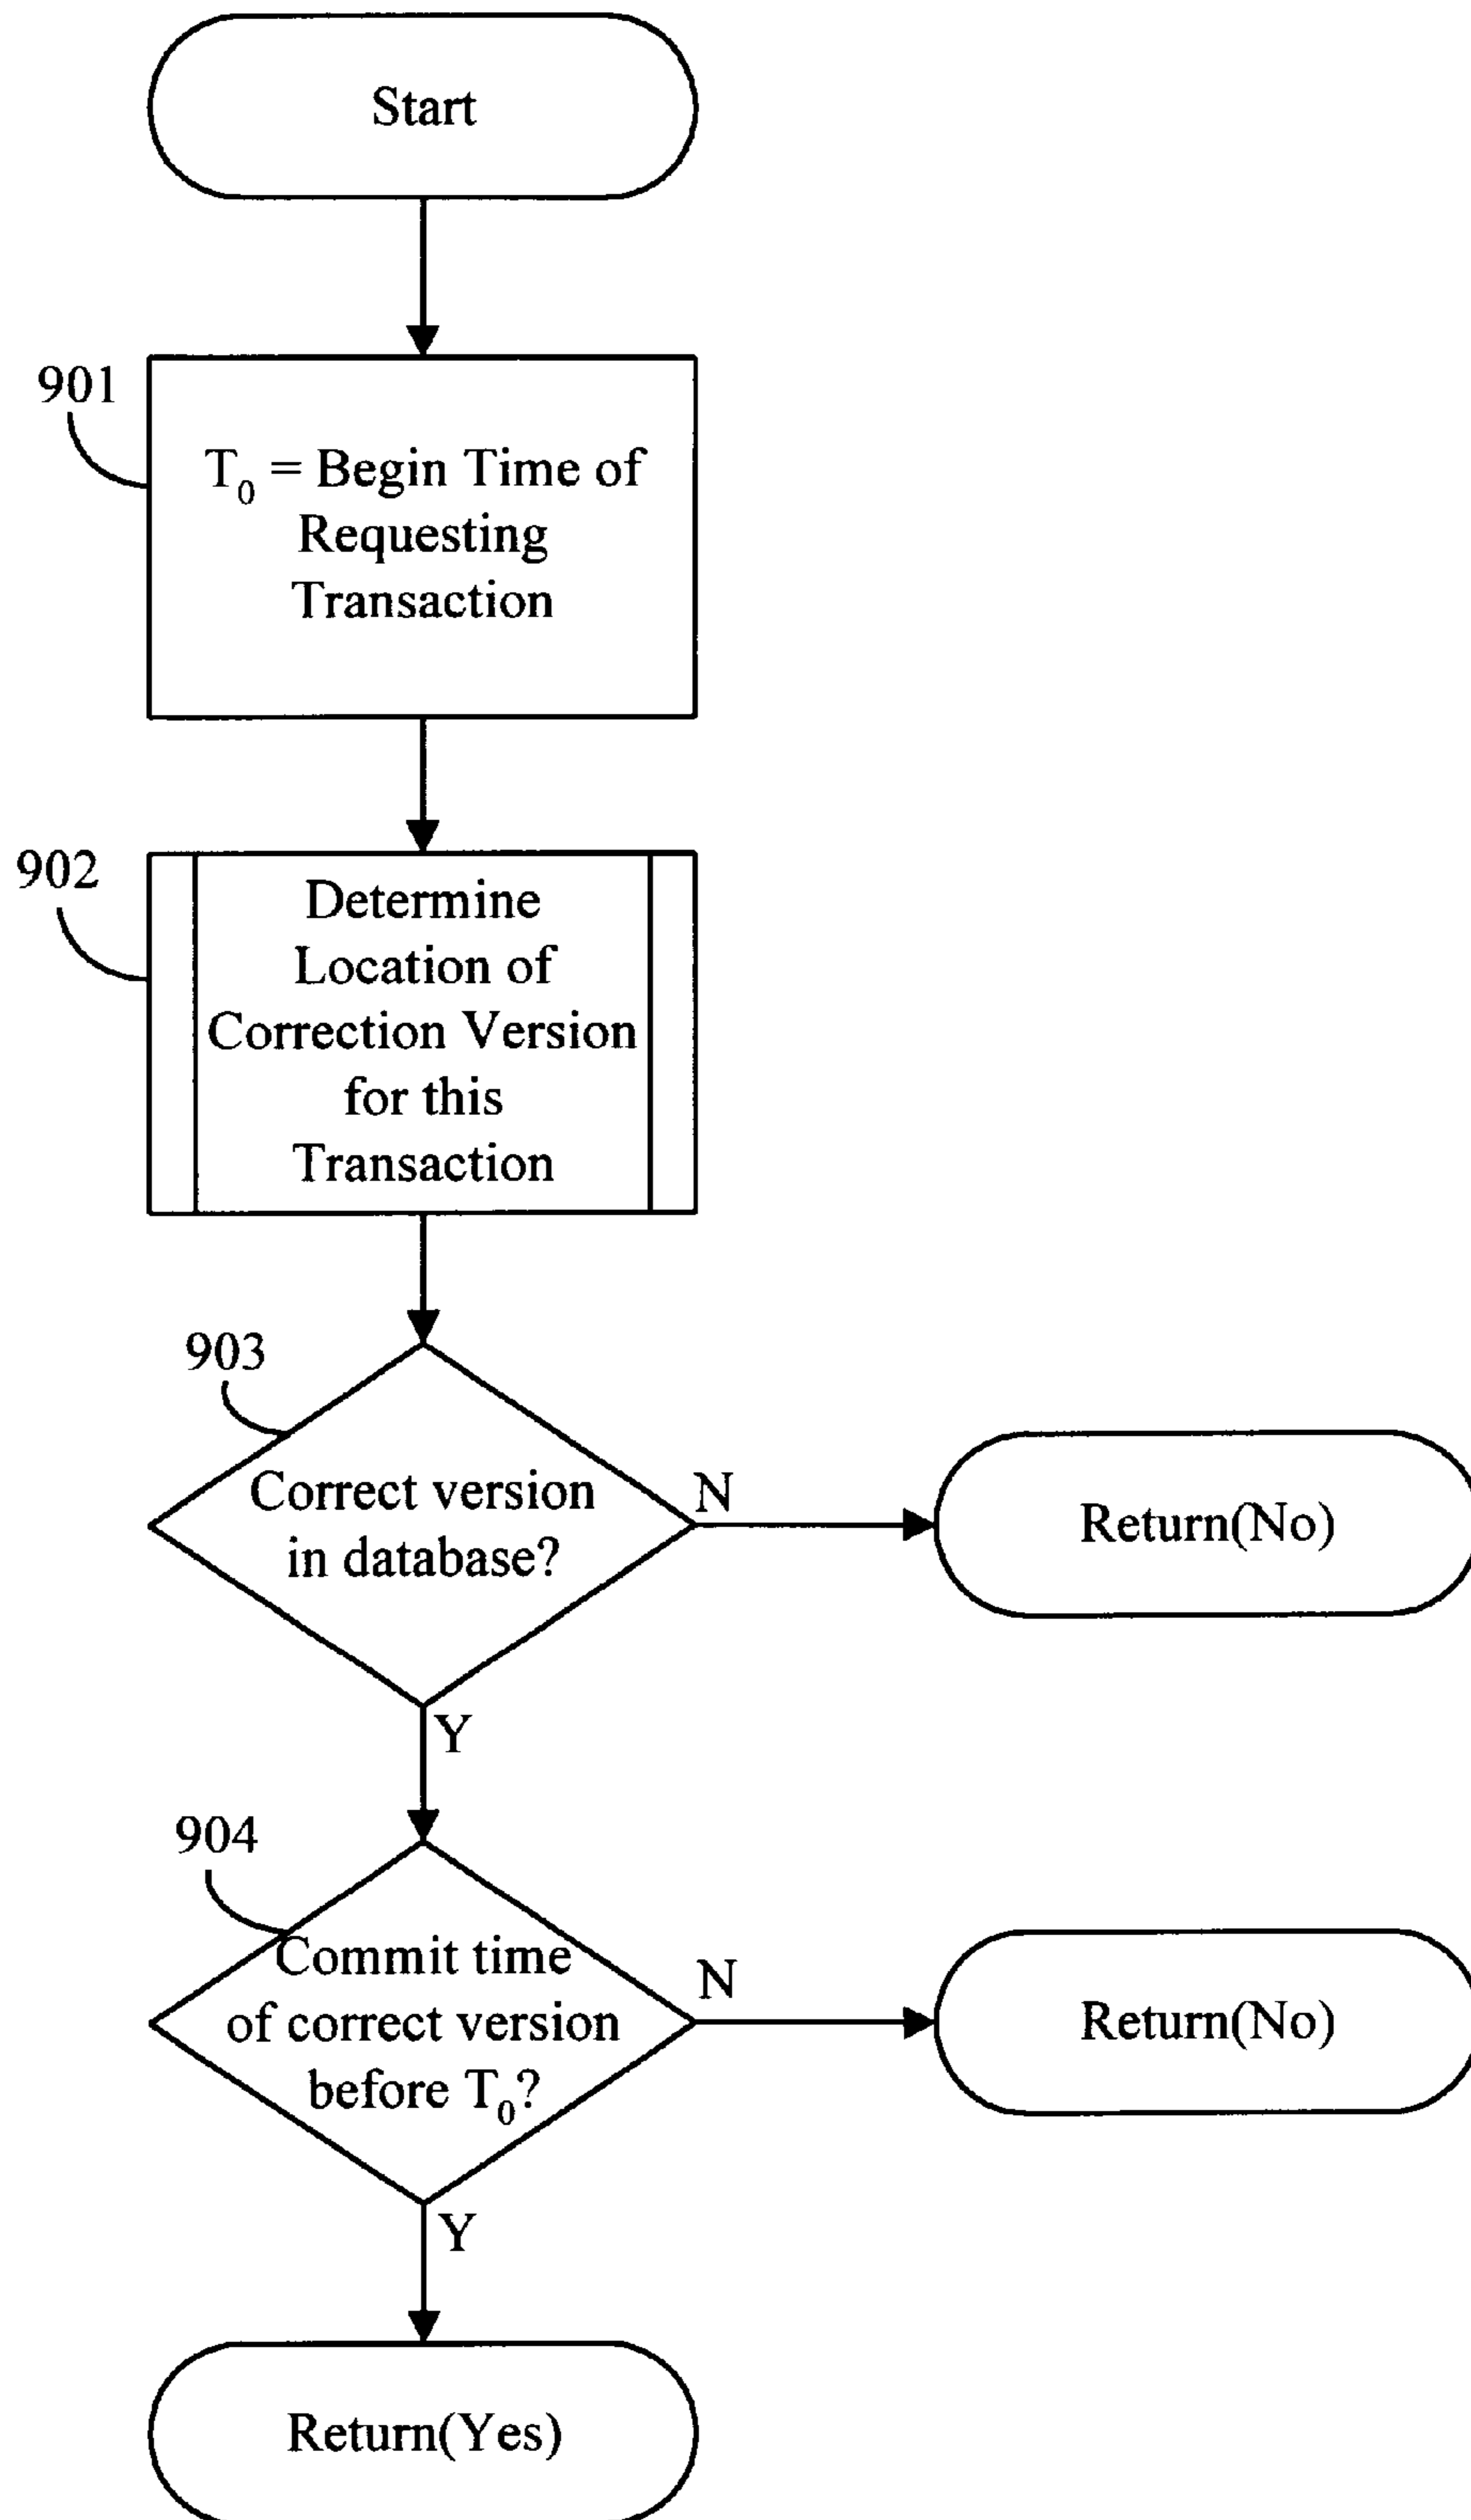 Start
901
T₀ = Begin Time of
Requesting
Transaction
902
Determine
Location of
Correction Version
for this
Transaction
903
Correct version
in database?
N
Return(No)
Y
904
Commit time
of correct version
before T₀?
N
Return(No)
Y
Return(Yes)